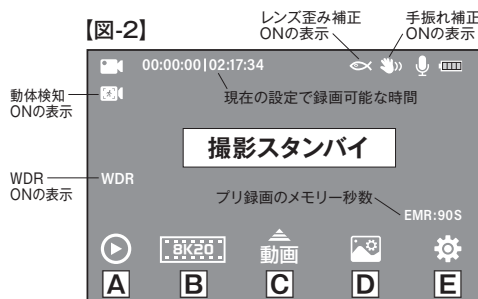 【図-2】
レンズ歪み補正
ONの表示
手振れ補正
ONの表示
00:00:00|02:17:34
動体検知
ONの表示
現在の設定で録画可能な時間
撮影スタンバイ
WDR
ONの表示
WDR
プリ録画のメモリー秒数
EMR:90S
8K20
動画
A
B
C
D
E